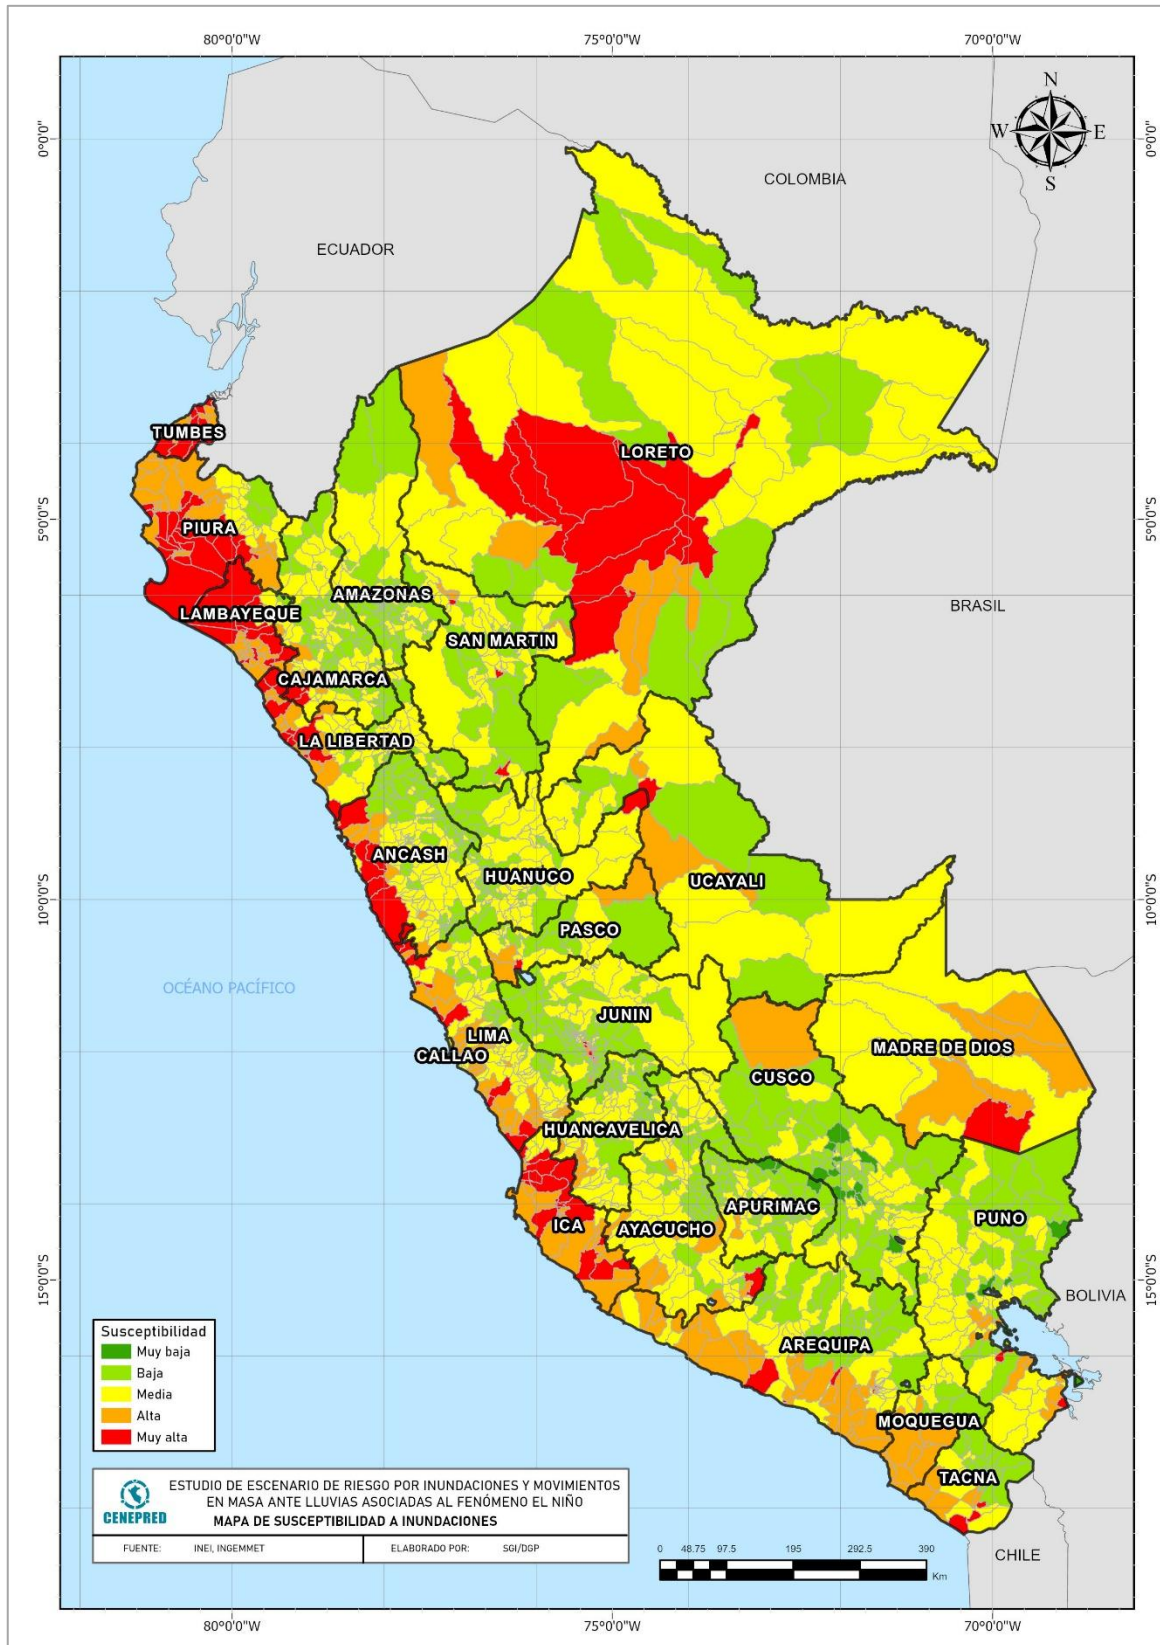 80°0'0"W 75°0'0"W 70°0'0"W
N
W E
S
0°0'0" 0°0'0"
COLOMBIA
ECUADOR
TUMBES
LORETO
5°0'0"S 5°0'0"S
PIURA
AMAZONAS
BRASIL
LAMBAYEQUE
SAN MARTIN
CAJAMARCA
LA LIBERTAD
ANCASH
HUANUCO
UCAYALI
10°0'0"S 10°0'0"S
PASCO
OCÉANO PACÍFICO
JUNIN
LIMA
MADRE DE DIOS
CALLAO
CUSCO
HUANCAVELICA
APURIMAC
PUNO
ICA
AYACUCHO
15°0'0"S 15°0'0"S
BOLIVIA
AREQUIPA
MOQUEGUA
TACNA
CHILE
Susceptibilidad
Muy baja
Baja
Media
Alta
Muy alta
CENEPRED
ESTUDIO DE ESCENARIO DE RIESGO POR INUNDACIONES Y MOVIMIENTOS
EN MASA ANTE LLUVIAS ASOCIADAS AL FENÓMENO EL NIÑO
MAPA DE SUSCEPTIBILIDAD A INUNDACIONES
FUENTE: INEI, INGEMMET ELABORADO POR: SGI/DGP
0 48.75 97.5 195 292.5 390
Km
80°0'0"W 75°0'0"W 70°0'0"W